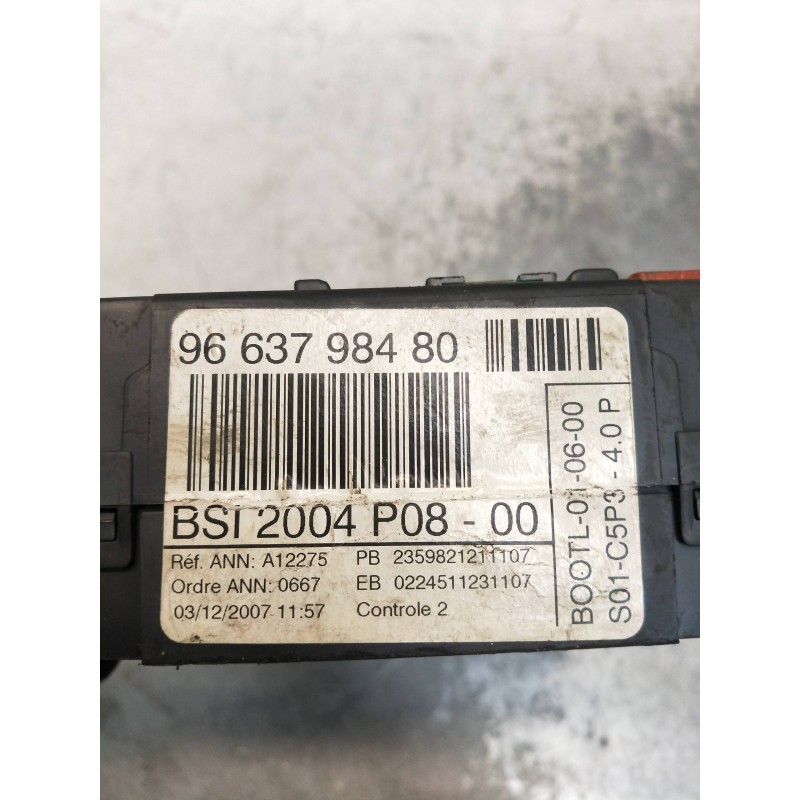 96 637 984 80
BSI 2004 P08 - 00
Réf. ANN: A12275 PB 2359821211107
Ordre ANN: 0667 EB 0224511231107
03/12/2007 11:57 Controle 2
BOOTL-01-06-00
S01-C5P3 - 4.0 P